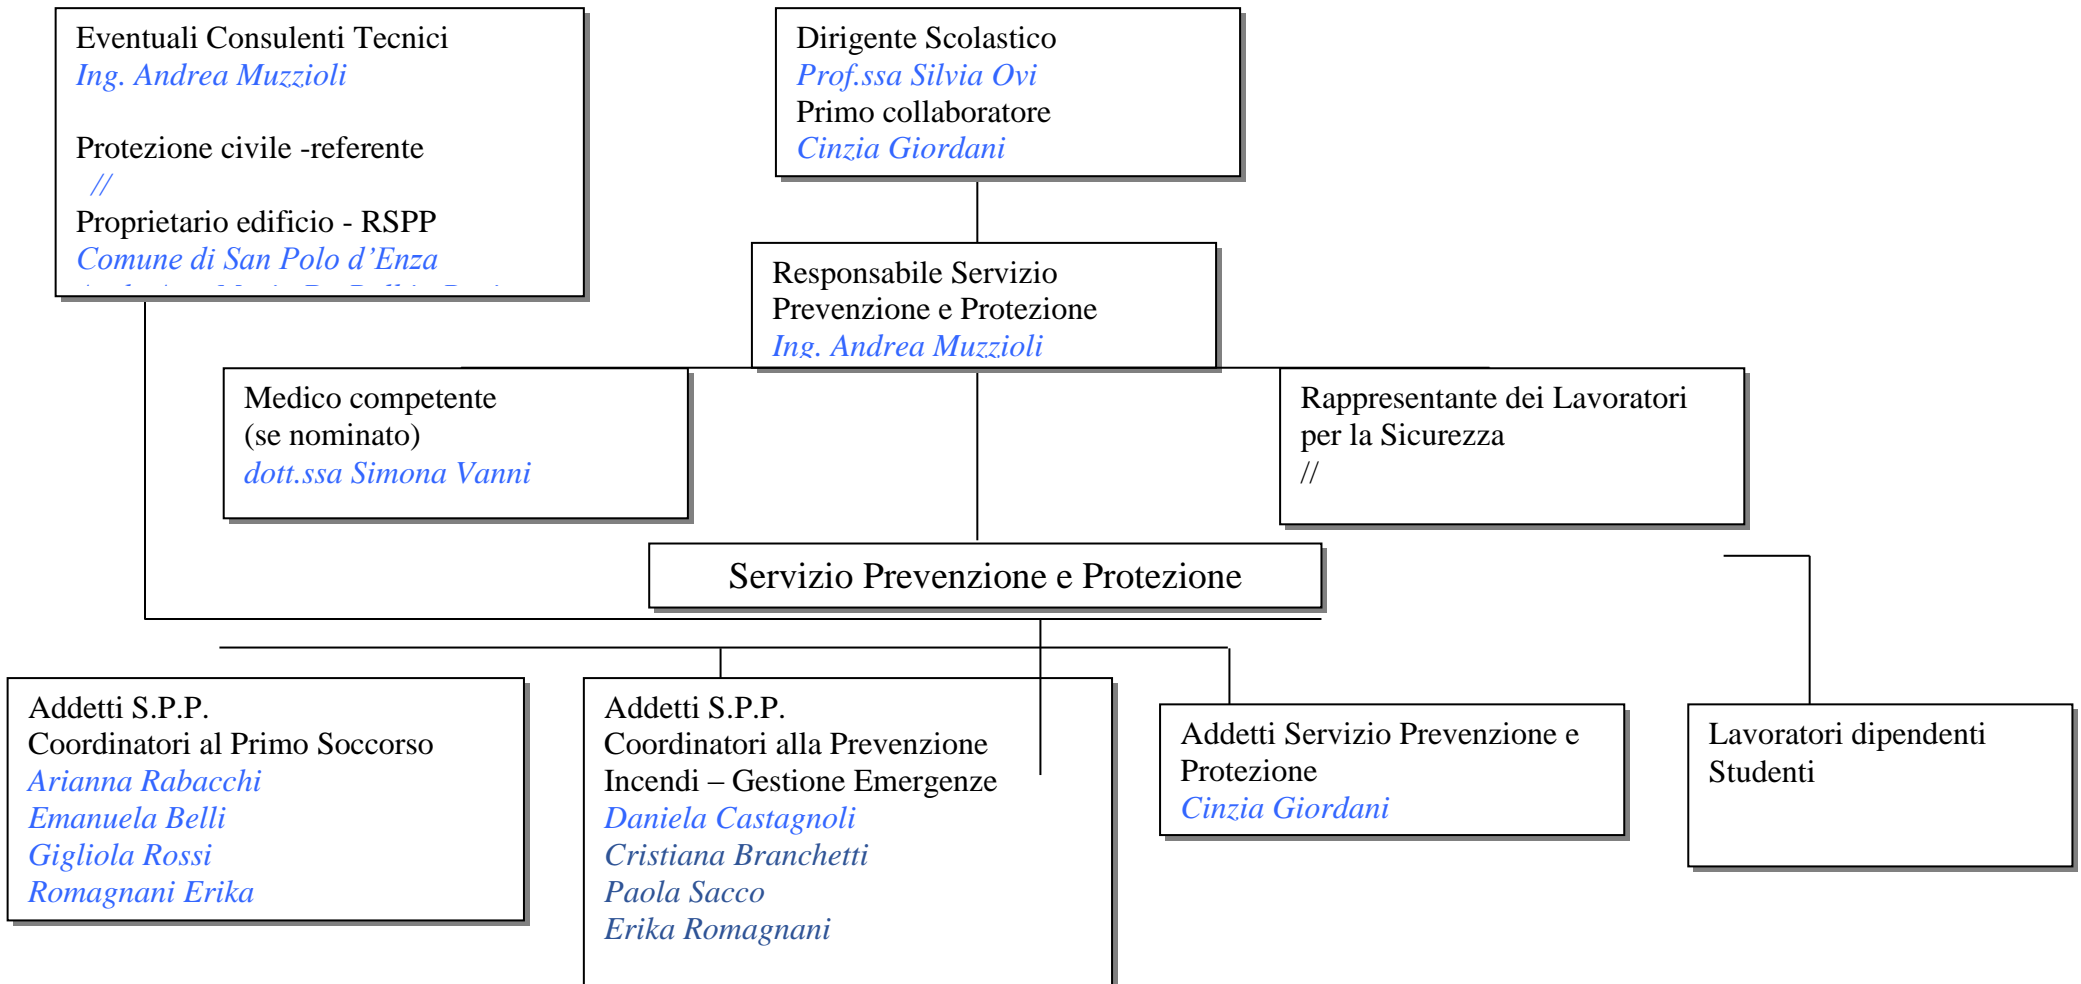 Eventuali Consulenti Tecnici
Ing. Andrea Muzzioli
Protezione civile -referente
//
Proprietario edificio - RSPP
Comune di San Polo d’Enza
Dirigente Scolastico
Prof.ssa Silvia Ovi
Primo collaboratore
Cinzia Giordani
Responsabile Servizio
Prevenzione e Protezione
Ing. Andrea Muzzioli
Medico competente
(se nominato)
dott.ssa Simona Vanni
Rappresentante dei Lavoratori
per la Sicurezza
//
Servizio Prevenzione e Protezione
Addetti S.P.P.
Coordinatori al Primo Soccorso
Arianna Rabacchi
Emanuela Belli
Gigliola Rossi
Romagnani Erika
Addetti S.P.P.
Coordinatori alla Prevenzione
Incendi – Gestione Emergenze
Daniela Castagnoli
Cristiana Branchetti
Paola Sacco
Erika Romagnani
Addetti Servizio Prevenzione e
Protezione
Cinzia Giordani
Lavoratori dipendenti
Studenti